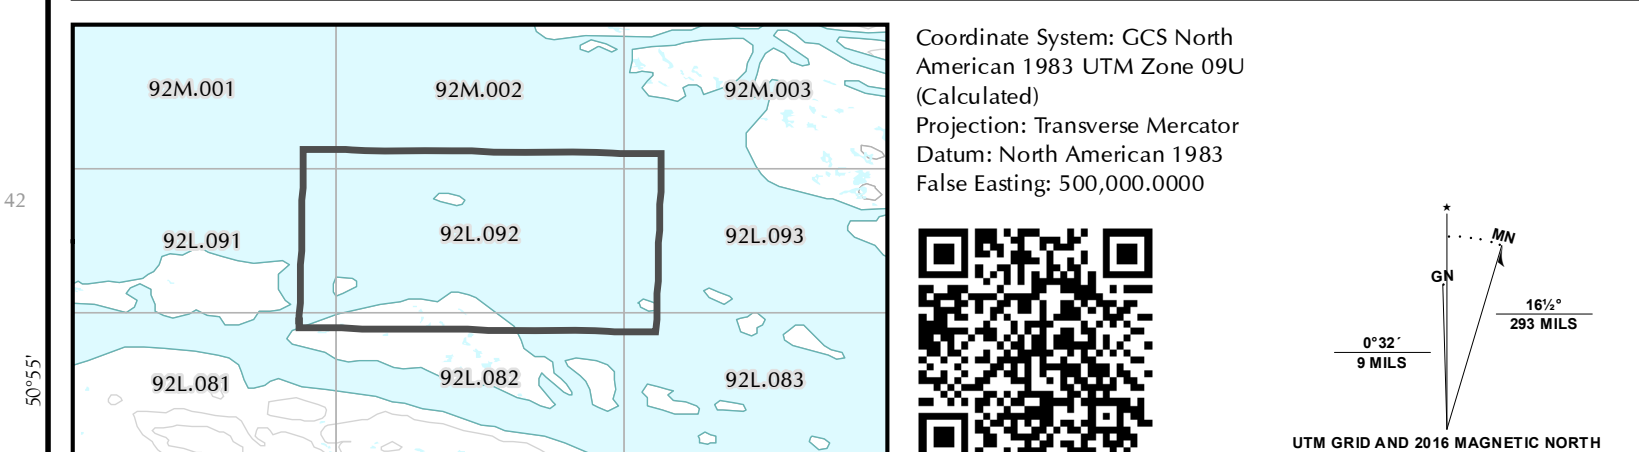 42
50°55'
92M.001
92M.002
92M.003
92L.091
92L.092
92L.093
92L.081
92L.082
92L.083
Coordinate System: GCS North
American 1983 UTM Zone 09U
(Calculated)
Projection: Transverse Mercator
Datum: North American 1983
False Easting: 500,000.0000
MN
GN
16½°
293 MILS
0°32´
9 MILS
UTM GRID AND 2016 MAGNETIC NORTH